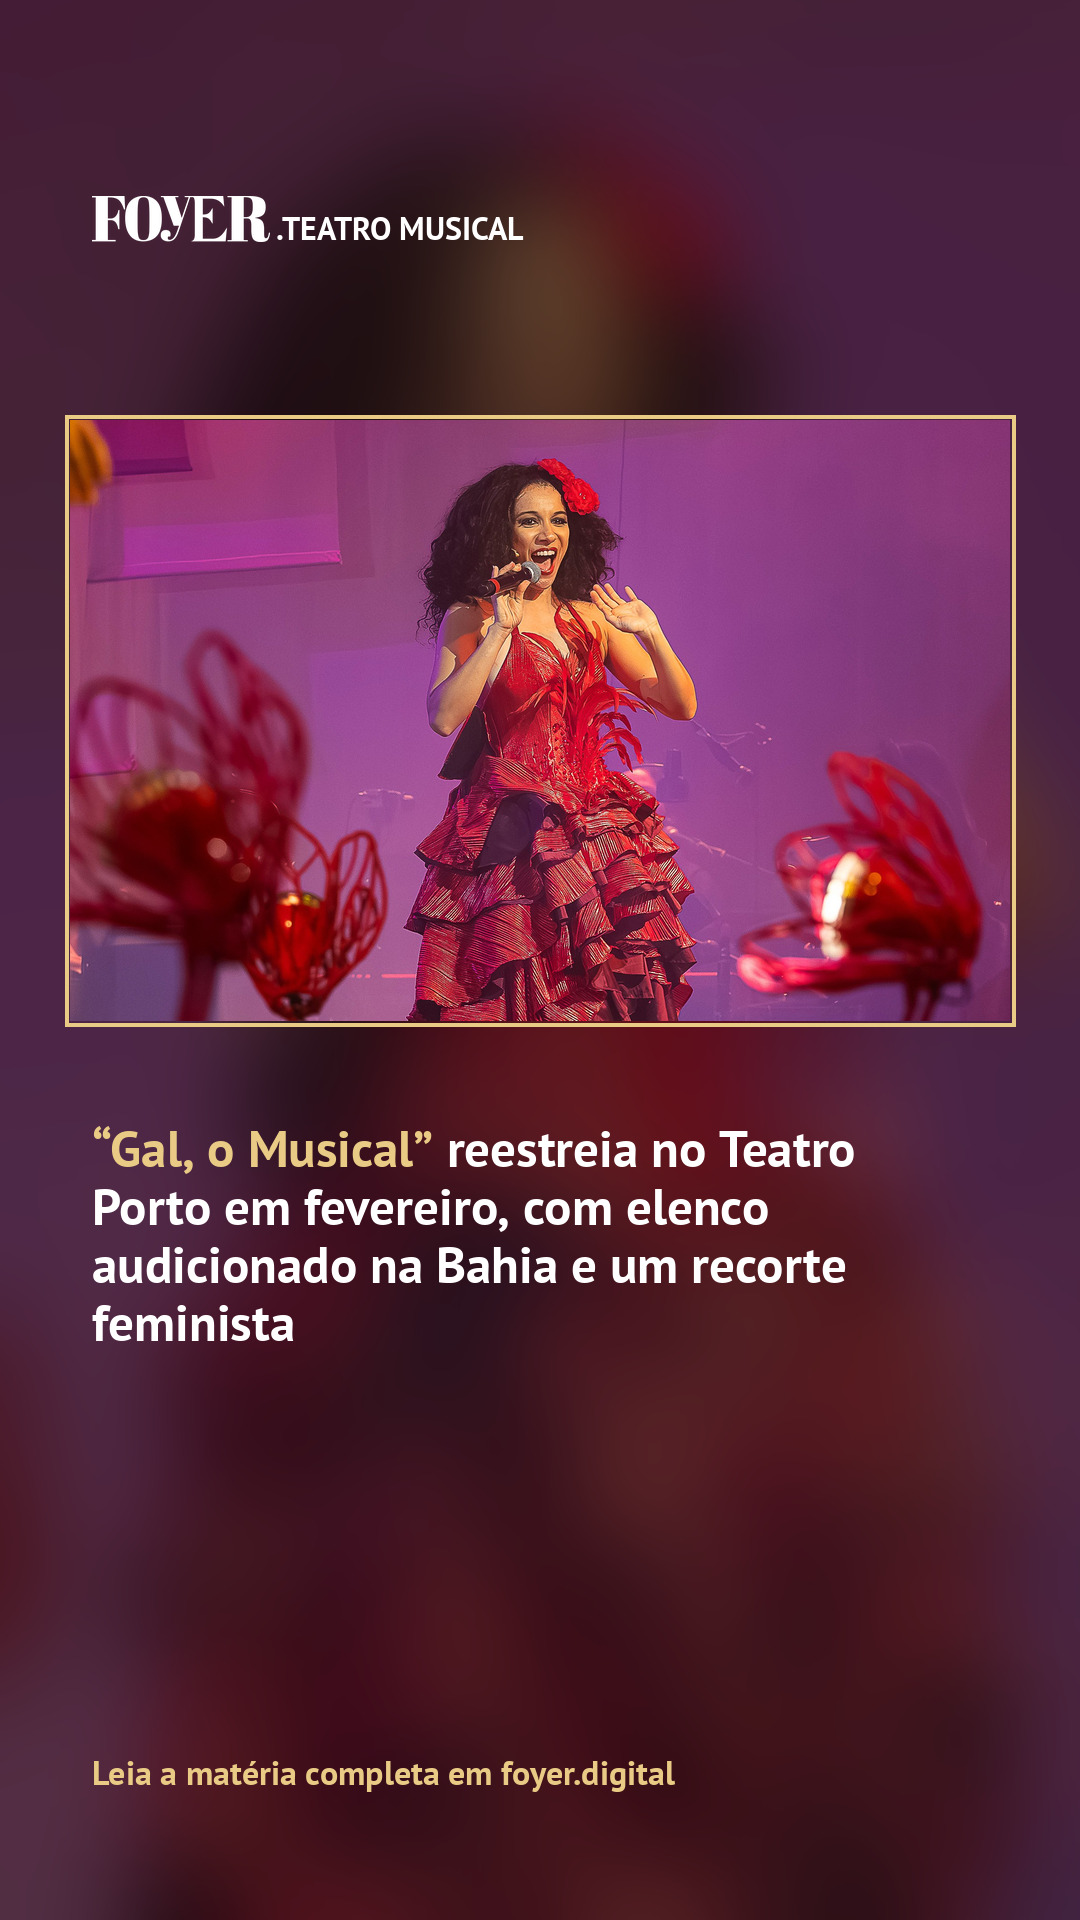 FOYER .TEATRO MUSICAL
“Gal, o Musical” reestreia no Teatro
Porto em fevereiro, com elenco
audicionado na Bahia e um recorte
feminista
Leia a matéria completa em foyer.digital